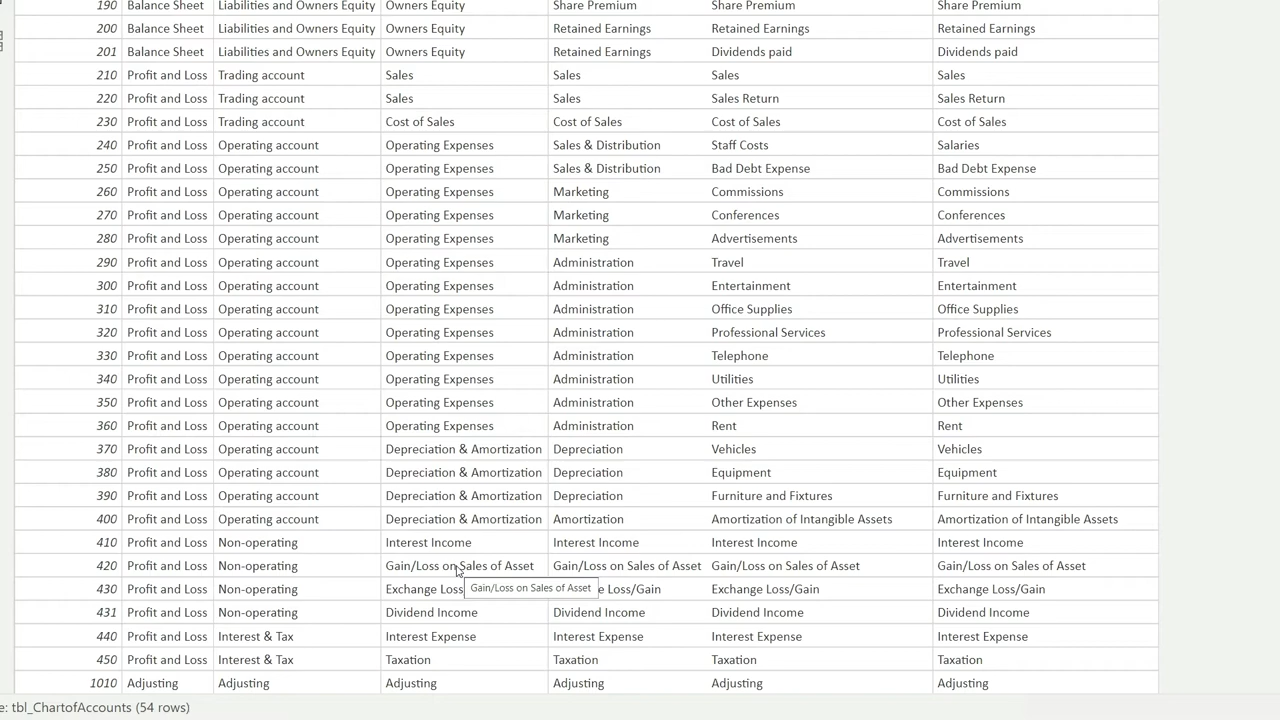 190 Balance Sheet Liabilities and Owners Equity Owners Equity Share Premium Share Premium Share Premium
200 Balance Sheet Liabilities and Owners Equity Owners Equity Retained Earnings Retained Earnings Retained Earnings
201 Balance Sheet Liabilities and Owners Equity Owners Equity Retained Earnings Dividends paid Dividends paid
210 Profit and Loss Trading account Sales Sales Sales Sales
220 Profit and Loss Trading account Sales Sales Sales Return Sales Return
230 Profit and Loss Trading account Cost of Sales Cost of Sales Cost of Sales Cost of Sales
240 Profit and Loss Operating account Operating Expenses Sales & Distribution Staff Costs Salaries
250 Profit and Loss Operating account Operating Expenses Sales & Distribution Bad Debt Expense Bad Debt Expense
260 Profit and Loss Operating account Operating Expenses Marketing Commissions Commissions
270 Profit and Loss Operating account Operating Expenses Marketing Conferences Conferences
280 Profit and Loss Operating account Operating Expenses Marketing Advertisements Advertisements
290 Profit and Loss Operating account Operating Expenses Administration Travel Travel
300 Profit and Loss Operating account Operating Expenses Administration Entertainment Entertainment
310 Profit and Loss Operating account Operating Expenses Administration Office Supplies Office Supplies
320 Profit and Loss Operating account Operating Expenses Administration Professional Services Professional Services
330 Profit and Loss Operating account Operating Expenses Administration Telephone Telephone
340 Profit and Loss Operating account Operating Expenses Administration Utilities Utilities
350 Profit and Loss Operating account Operating Expenses Administration Other Expenses Other Expenses
360 Profit and Loss Operating account Operating Expenses Administration Rent Rent
370 Profit and Loss Operating account Depreciation & Amortization Depreciation Vehicles Vehicles
380 Profit and Loss Operating account Depreciation & Amortization Depreciation Equipment Equipment
390 Profit and Loss Operating account Depreciation & Amortization Depreciation Furniture and Fixtures Furniture and Fixtures
400 Profit and Loss Operating account Depreciation & Amortization Amortization Amortization of Intangible Assets Amortization of Intangible Assets
410 Profit and Loss Non-operating Interest Income Interest Income Interest Income Interest Income
420 Profit and Loss Non-operating Gain/Loss on Sales of Asset Gain/Loss on Sales of Asset Gain/Loss on Sales of Asset Gain/Loss on Sales of Asset
430 Profit and Loss Non-operating Exchange Loss Gain/Loss on Sales of Asset e Loss/Gain Exchange Loss/Gain Exchange Loss/Gain
431 Profit and Loss Non-operating Dividend Income Dividend Income Dividend Income Dividend Income
440 Profit and Loss Interest & Tax Interest Expense Interest Expense Interest Expense Interest Expense
450 Profit and Loss Interest & Tax Taxation Taxation Taxation Taxation
1010 Adjusting Adjusting Adjusting Adjusting Adjusting Adjusting
e: tbl_ChartofAccounts (54 rows)